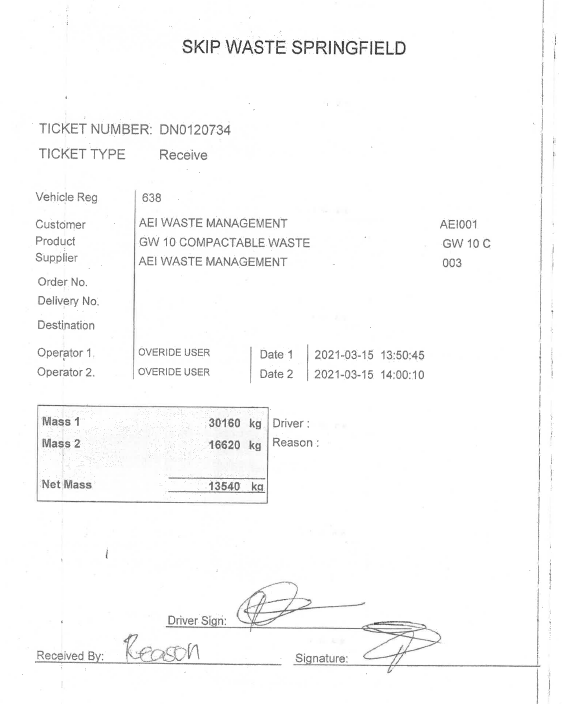 SKIP WASTE SPRINGFIELD
TICKET NUMBER: DN0120734
TICKET TYPE Receive
Vehicle Reg 638
Customer AEI WASTE MANAGEMENT AEI001
Product GW 10 COMPACTABLE WASTE GW 10 C
Supplier AEI WASTE MANAGEMENT 003
Order No.
Delivery No.
Destination
Operator 1. OVERIDE USER Date 1 2021-03-15 13:50:45
Operator 2. OVERIDE USER Date 2 2021-03-15 14:00:10
Mass 1 30160 kg Driver :
Mass 2 16620 kg Reason :
Net Mass 13540 kg
Driver Sign:
Received By: Reason Signature: